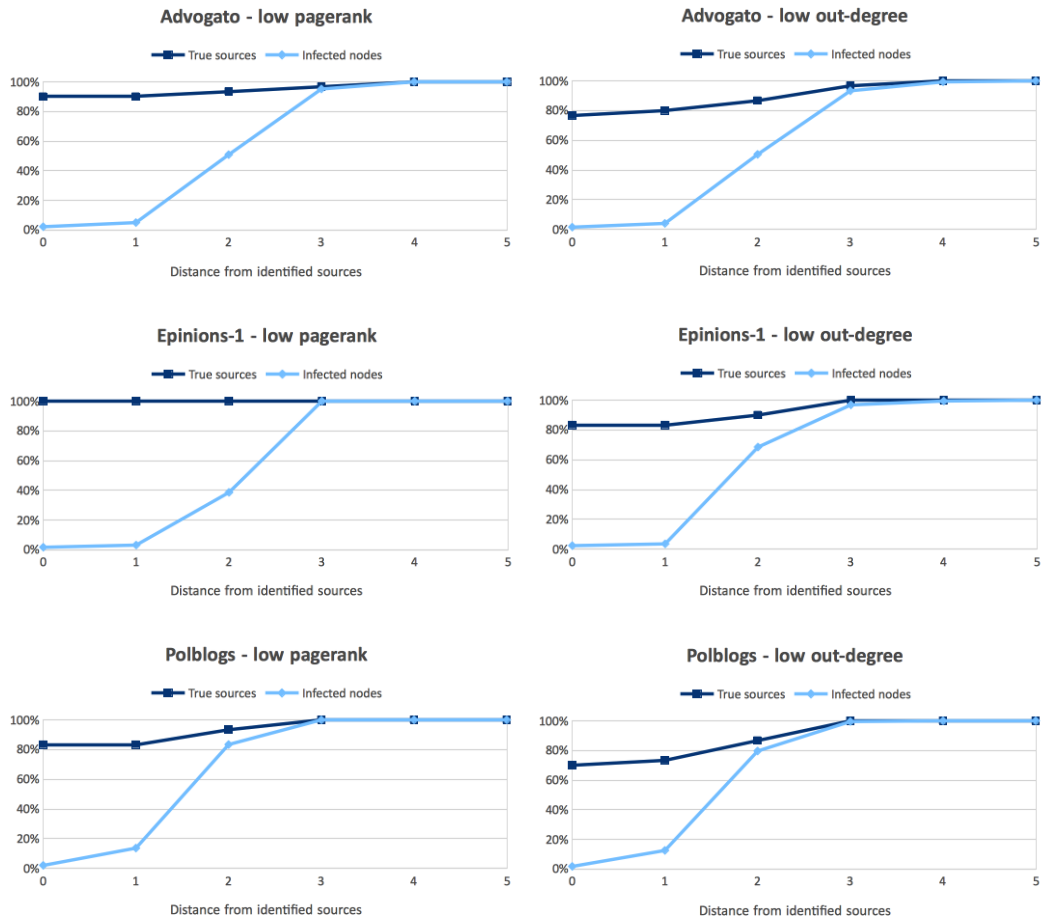 Advogato - low pagerank
True sources Infected nodes
100%
80%
60%
40%
20%
0%
0 1 2 3 4 5
Distance from identified sources
Advogato - low out-degree
True sources Infected nodes
100%
80%
60%
40%
20%
0%
0 1 2 3 4 5
Distance from identified sources
Epinions-1 - low pagerank
True sources Infected nodes
100%
80%
60%
40%
20%
0%
0 1 2 3 4 5
Distance from identified sources
Epinions-1 - low out-degree
True sources Infected nodes
100%
80%
60%
40%
20%
0%
0 1 2 3 4 5
Distance from identified sources
Polblogs - low pagerank
True sources Infected nodes
100%
80%
60%
40%
20%
0%
0 1 2 3 4 5
Distance from identified sources
Polblogs - low out-degree
True sources Infected nodes
100%
80%
60%
40%
20%
0%
0 1 2 3 4 5
Distance from identified sources